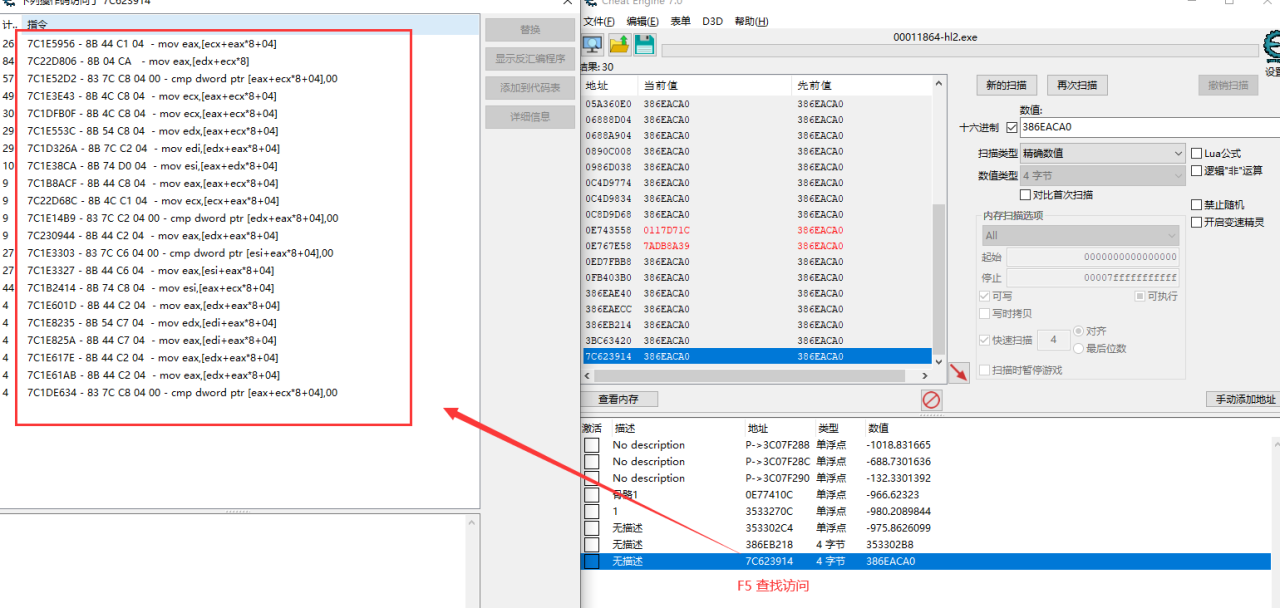 下列操作码访问了 7C623914
计.. 指令
26 7C1E5956 - 8B 44 C1 04 - mov eax,[ecx+eax*8+04]
84 7C22D806 - 8B 04 CA - mov eax,[edx+ecx*8]
57 7C1E52D2 - 83 7C C8 04 00 - cmp dword ptr [eax+ecx*8+04],00
49 7C1E3E43 - 8B 4C C8 04 - mov ecx,[eax+ecx*8+04]
30 7C1DFB0F - 8B 4C C8 04 - mov ecx,[eax+ecx*8+04]
29 7C1E553C - 8B 54 C8 04 - mov edx,[eax+ecx*8+04]
29 7C1D326A - 8B 7C C2 04 - mov edi,[edx+eax*8+04]
10 7C1E38CA - 8B 74 D0 04 - mov esi,[eax+edx*8+04]
9 7C1B8ACF - 8B 44 C8 04 - mov eax,[eax+ecx*8+04]
9 7C22D68C - 8B 4C C1 04 - mov ecx,[ecx+eax*8+04]
9 7C1E14B9 - 83 7C C2 04 00 - cmp dword ptr [edx+eax*8+04],00
9 7C230944 - 8B 44 C2 04 - mov eax,[edx+eax*8+04]
27 7C1E3303 - 83 7C C6 04 00 - cmp dword ptr [esi+eax*8+04],00
27 7C1E3327 - 8B 44 C6 04 - mov eax,[esi+eax*8+04]
44 7C1B2414 - 8B 74 C8 04 - mov esi,[eax+ecx*8+04]
4 7C1E601D - 8B 44 C2 04 - mov eax,[edx+eax*8+04]
4 7C1E8235 - 8B 54 C7 04 - mov edx,[edi+eax*8+04]
4 7C1E825A - 8B 44 C7 04 - mov eax,[edi+eax*8+04]
4 7C1E617E - 8B 44 C2 04 - mov eax,[edx+eax*8+04]
4 7C1E61AB - 8B 44 C2 04 - mov eax,[edx+eax*8+04]
4 7C1DE634 - 83 7C C8 04 00 - cmp dword ptr [eax+ecx*8+04],00
替换
显示反汇编程序
添加到代码表
详细信息
Cheat Engine 7.0
文件(F) 编辑(E) 表单 D3D 帮助(H)
00011864-hl2.exe
结果: 30
地址 当前值 先前值
05A360E0 386EACA0 386EACA0
06888D04 386EACA0 386EACA0
0688A904 386EACA0 386EACA0
0890C008 386EACA0 386EACA0
0986D038 386EACA0 386EACA0
0C4D9774 386EACA0 386EACA0
0C4D9834 386EACA0 386EACA0
0C8D9D68 386EACA0 386EACA0
0E743558 0117D71C 386EACA0
0E767E58 7ADB8A39 386EACA0
0ED7FBB8 386EACA0 386EACA0
0FB403B0 386EACA0 386EACA0
386EAE40 386EACA0 386EACA0
386EAECC 386EACA0 386EACA0
386EB214 386EACA0 386EACA0
3BC63420 386EACA0 386EACA0
7C623914 386EACA0 386EACA0
新的扫描 再次扫描 撤销扫描
数值:
十六进制 386EACA0
扫描类型 精确数值
数值类型 4 字节
对比首次扫描
Lua公式
逻辑"非"运算
禁止随机
开启变速精灵
内存扫描选项
All
起始 0000000000000000
停止 00007fffffffffff
可写 可执行
写时拷贝
快速扫描 4 对齐
最后位数
扫描时暂停游戏
查看内存 手动添加地址
激活 描述 地址 类型 数值
No description P->3C07F288 单浮点 -1018.831665
No description P->3C07F28C 单浮点 -688.7301636
No description P->3C07F290 单浮点 -132.3301392
骨骼1 0E77410C 单浮点 -966.62323
1 3533270C 单浮点 -980.2089844
无描述 353302C4 单浮点 -975.8626099
无描述 386EB218 4 字节 353302B8
无描述 7C623914 4 字节 386EACA0
F5 查找访问